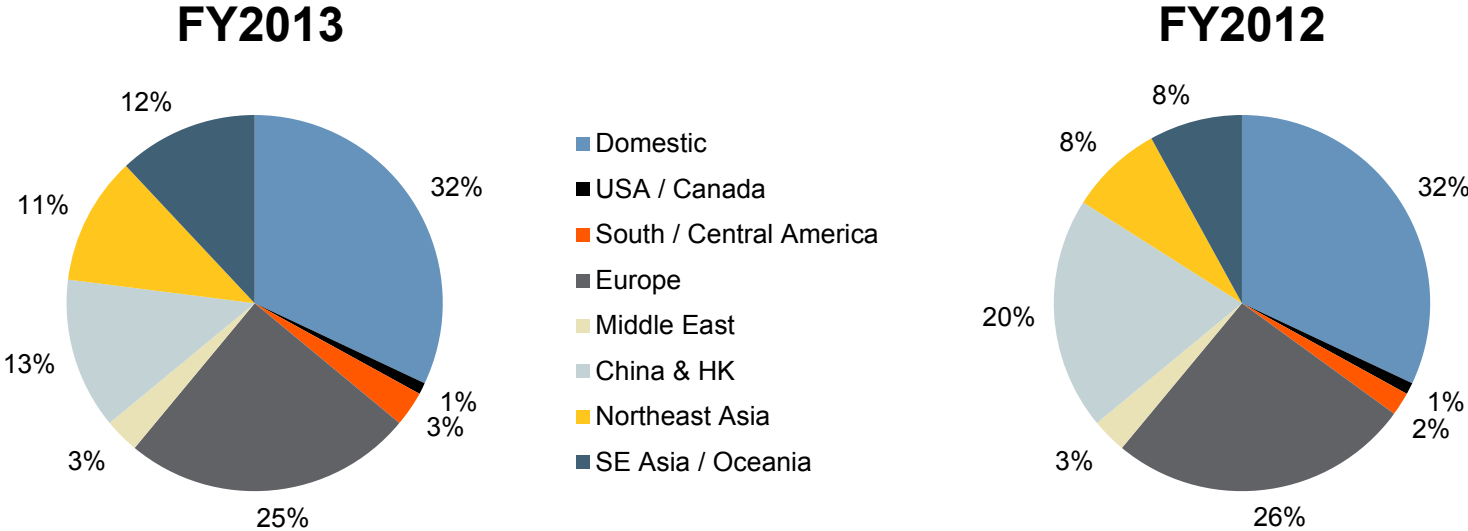 FY2013
12%
32%
11%
13%
1%
3%
3%
25%
Domestic
USA / Canada
South / Central America
Europe
Middle East
China & HK
Northeast Asia
SE Asia / Oceania
FY2012
8%
8%
32%
20%
1%
2%
3%
26%